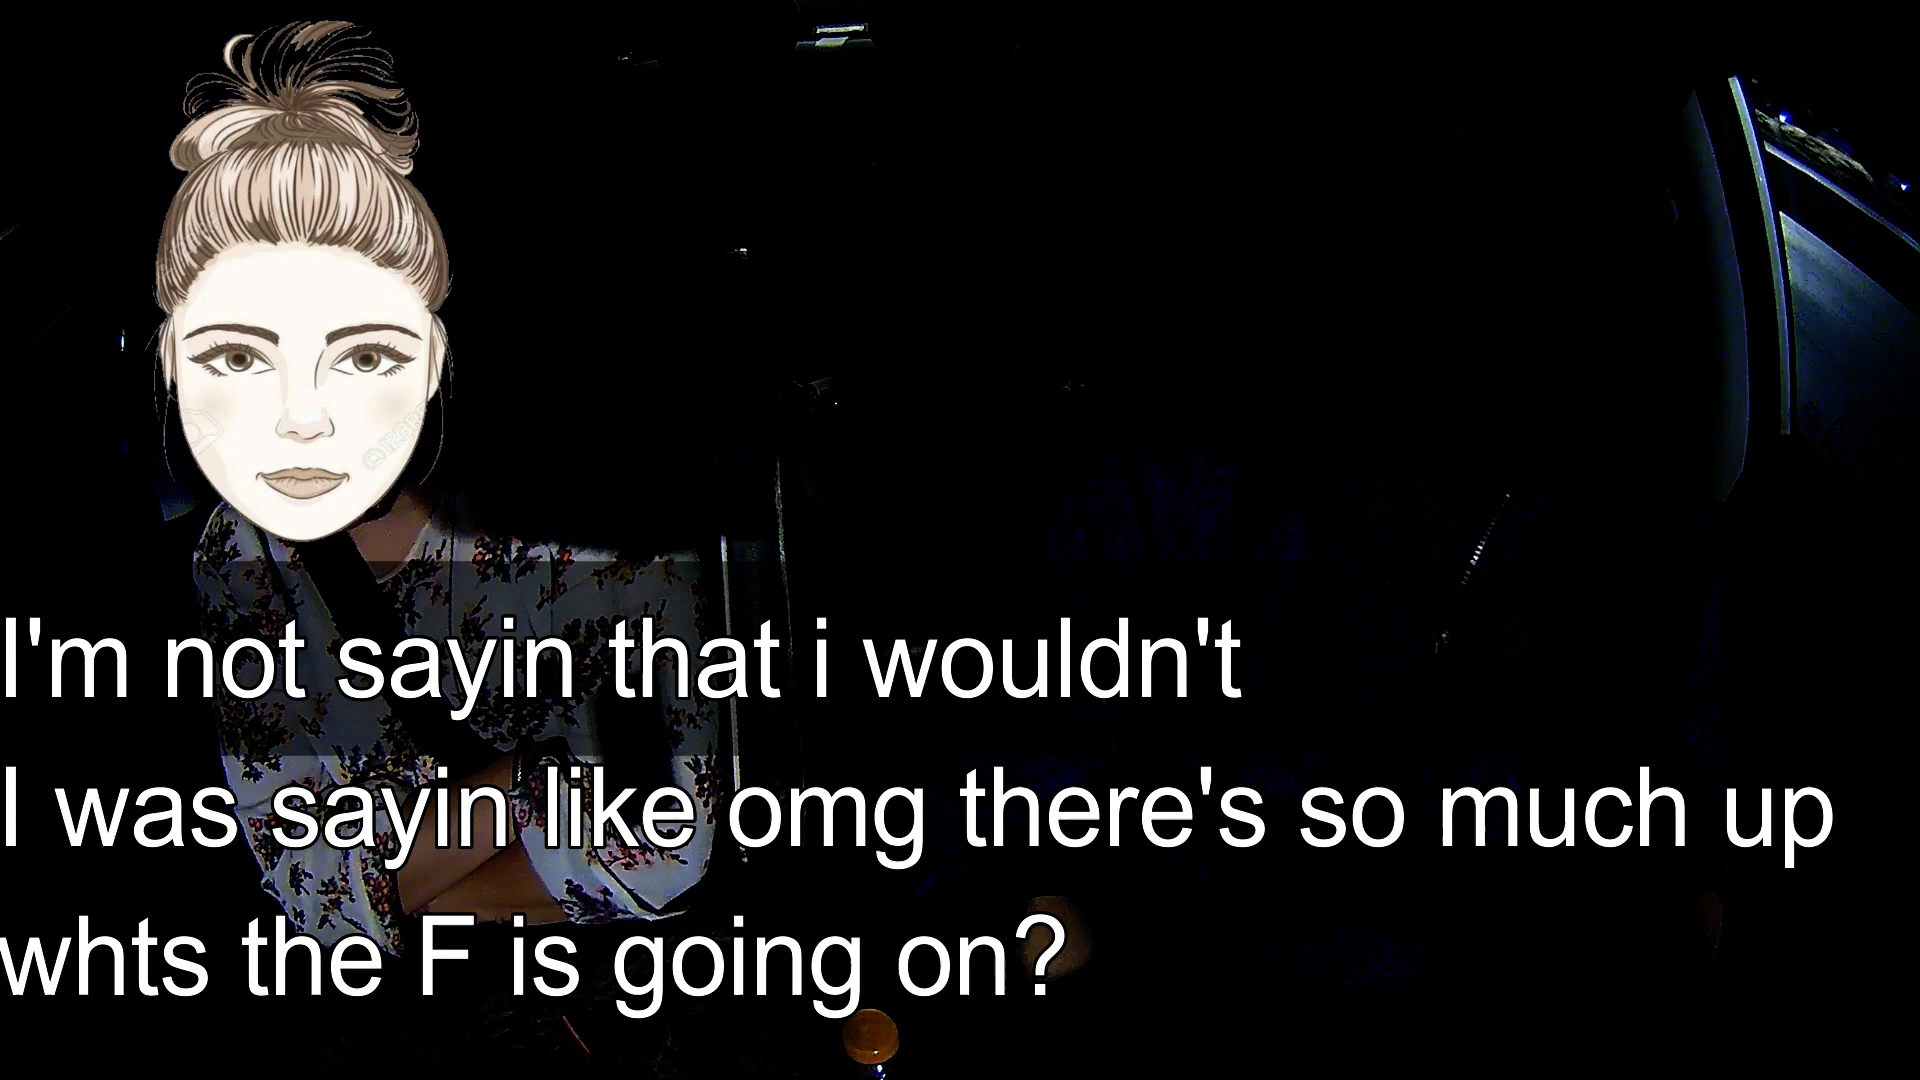 I'm not sayin that i wouldn't
I was sayin like omg there's so much up
whts the F is going on?